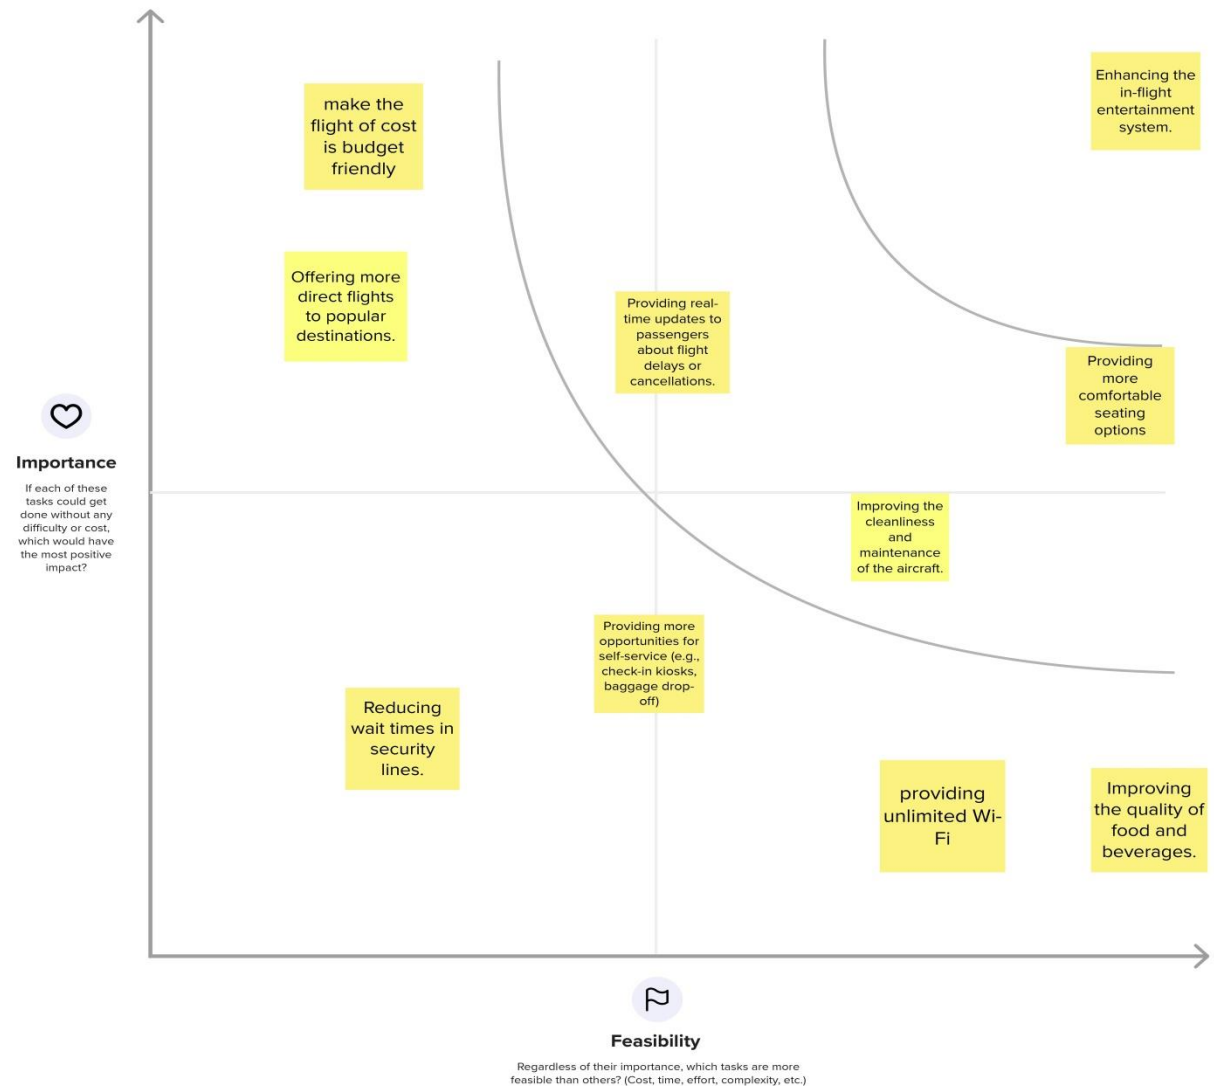 make the
flight of cost
is budget
friendly
Enhancing the
in-flight
entertainment
system.
Offering more
direct flights
to popular
destinations.
Providing real-
time updates to
passengers
about flight
delays or
cancellations.
Providing
more
comfortable
seating
options
Importance
If each of these
tasks could get
done without any
difficulty or cost,
which would have
the most positive
impact?
Improving the
cleanliness
and
maintenance
of the aircraft.
Providing more
opportunities for
self-service (e.g.,
check-in kiosks,
baggage drop-
off)
Reducing
wait times in
security
lines.
providing
unlimited Wi-
Fi
Improving
the quality of
food and
beverages.
Feasibility
Regardless of their importance, which tasks are more
feasible than others? (Cost, time, effort, complexity, etc.)